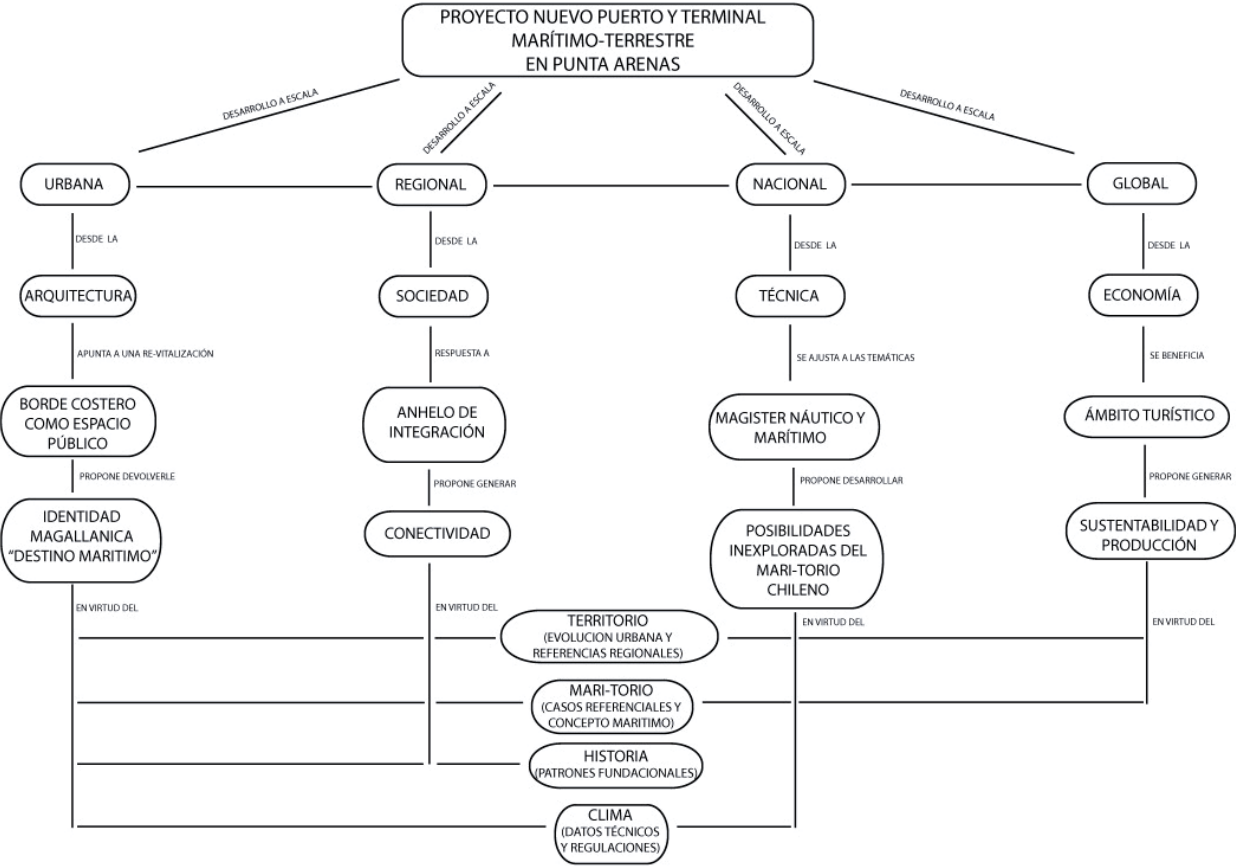 PROYECTO NUEVO PUERTO Y TERMINAL
MARÍTIMO-TERRESTRE
EN PUNTA ARENAS
DESARROLLO A ESCALA
DESARROLLO A ESCALA
DESARROLLO A ESCALA
DESARROLLO A ESCALA
URBANA
REGIONAL
NACIONAL
GLOBAL
DESDE LA
DESDE LA
DESDE LA
DESDE LA
ARQUITECTURA
SOCIEDAD
TÉCNICA
ECONOMÍA
APUNTA A UNA RE-VITALIZACIÓN
RESPUESTA A
SE AJUSTA A LAS TEMÁTICAS
SE BENEFICIA
BORDE COSTERO
COMO ESPACIO
PÚBLICO
ANHELO DE
INTEGRACIÓN
MAGISTER NÁUTICO Y
MARÍTIMO
ÁMBITO TURÍSTICO
PROPONE DEVOLVERLE
PROPONE GENERAR
PROPONE DESARROLLAR
PROPONE GENERAR
IDENTIDAD
MAGALLANICA
“DESTINO MARITIMO”
CONECTIVIDAD
POSIBILIDADES
INEXPLORADAS DEL
MARI-TORIO
CHILENO
SUSTENTABILIDAD Y
PRODUCCIÓN
EN VIRTUD DEL
EN VIRTUD DEL
EN VIRTUD DEL
EN VIRTUD DEL
TERRITORIO
(EVOLUCION URBANA Y
REFERENCIAS REGIONALES)
MARI-TORIO
(CASOS REFERENCIALES Y
CONCEPTO MARITIMO)
HISTORIA
(PATRONES FUNDACIONALES)
CLIMA
(DATOS TÉCNICOS
Y REGULACIONES)